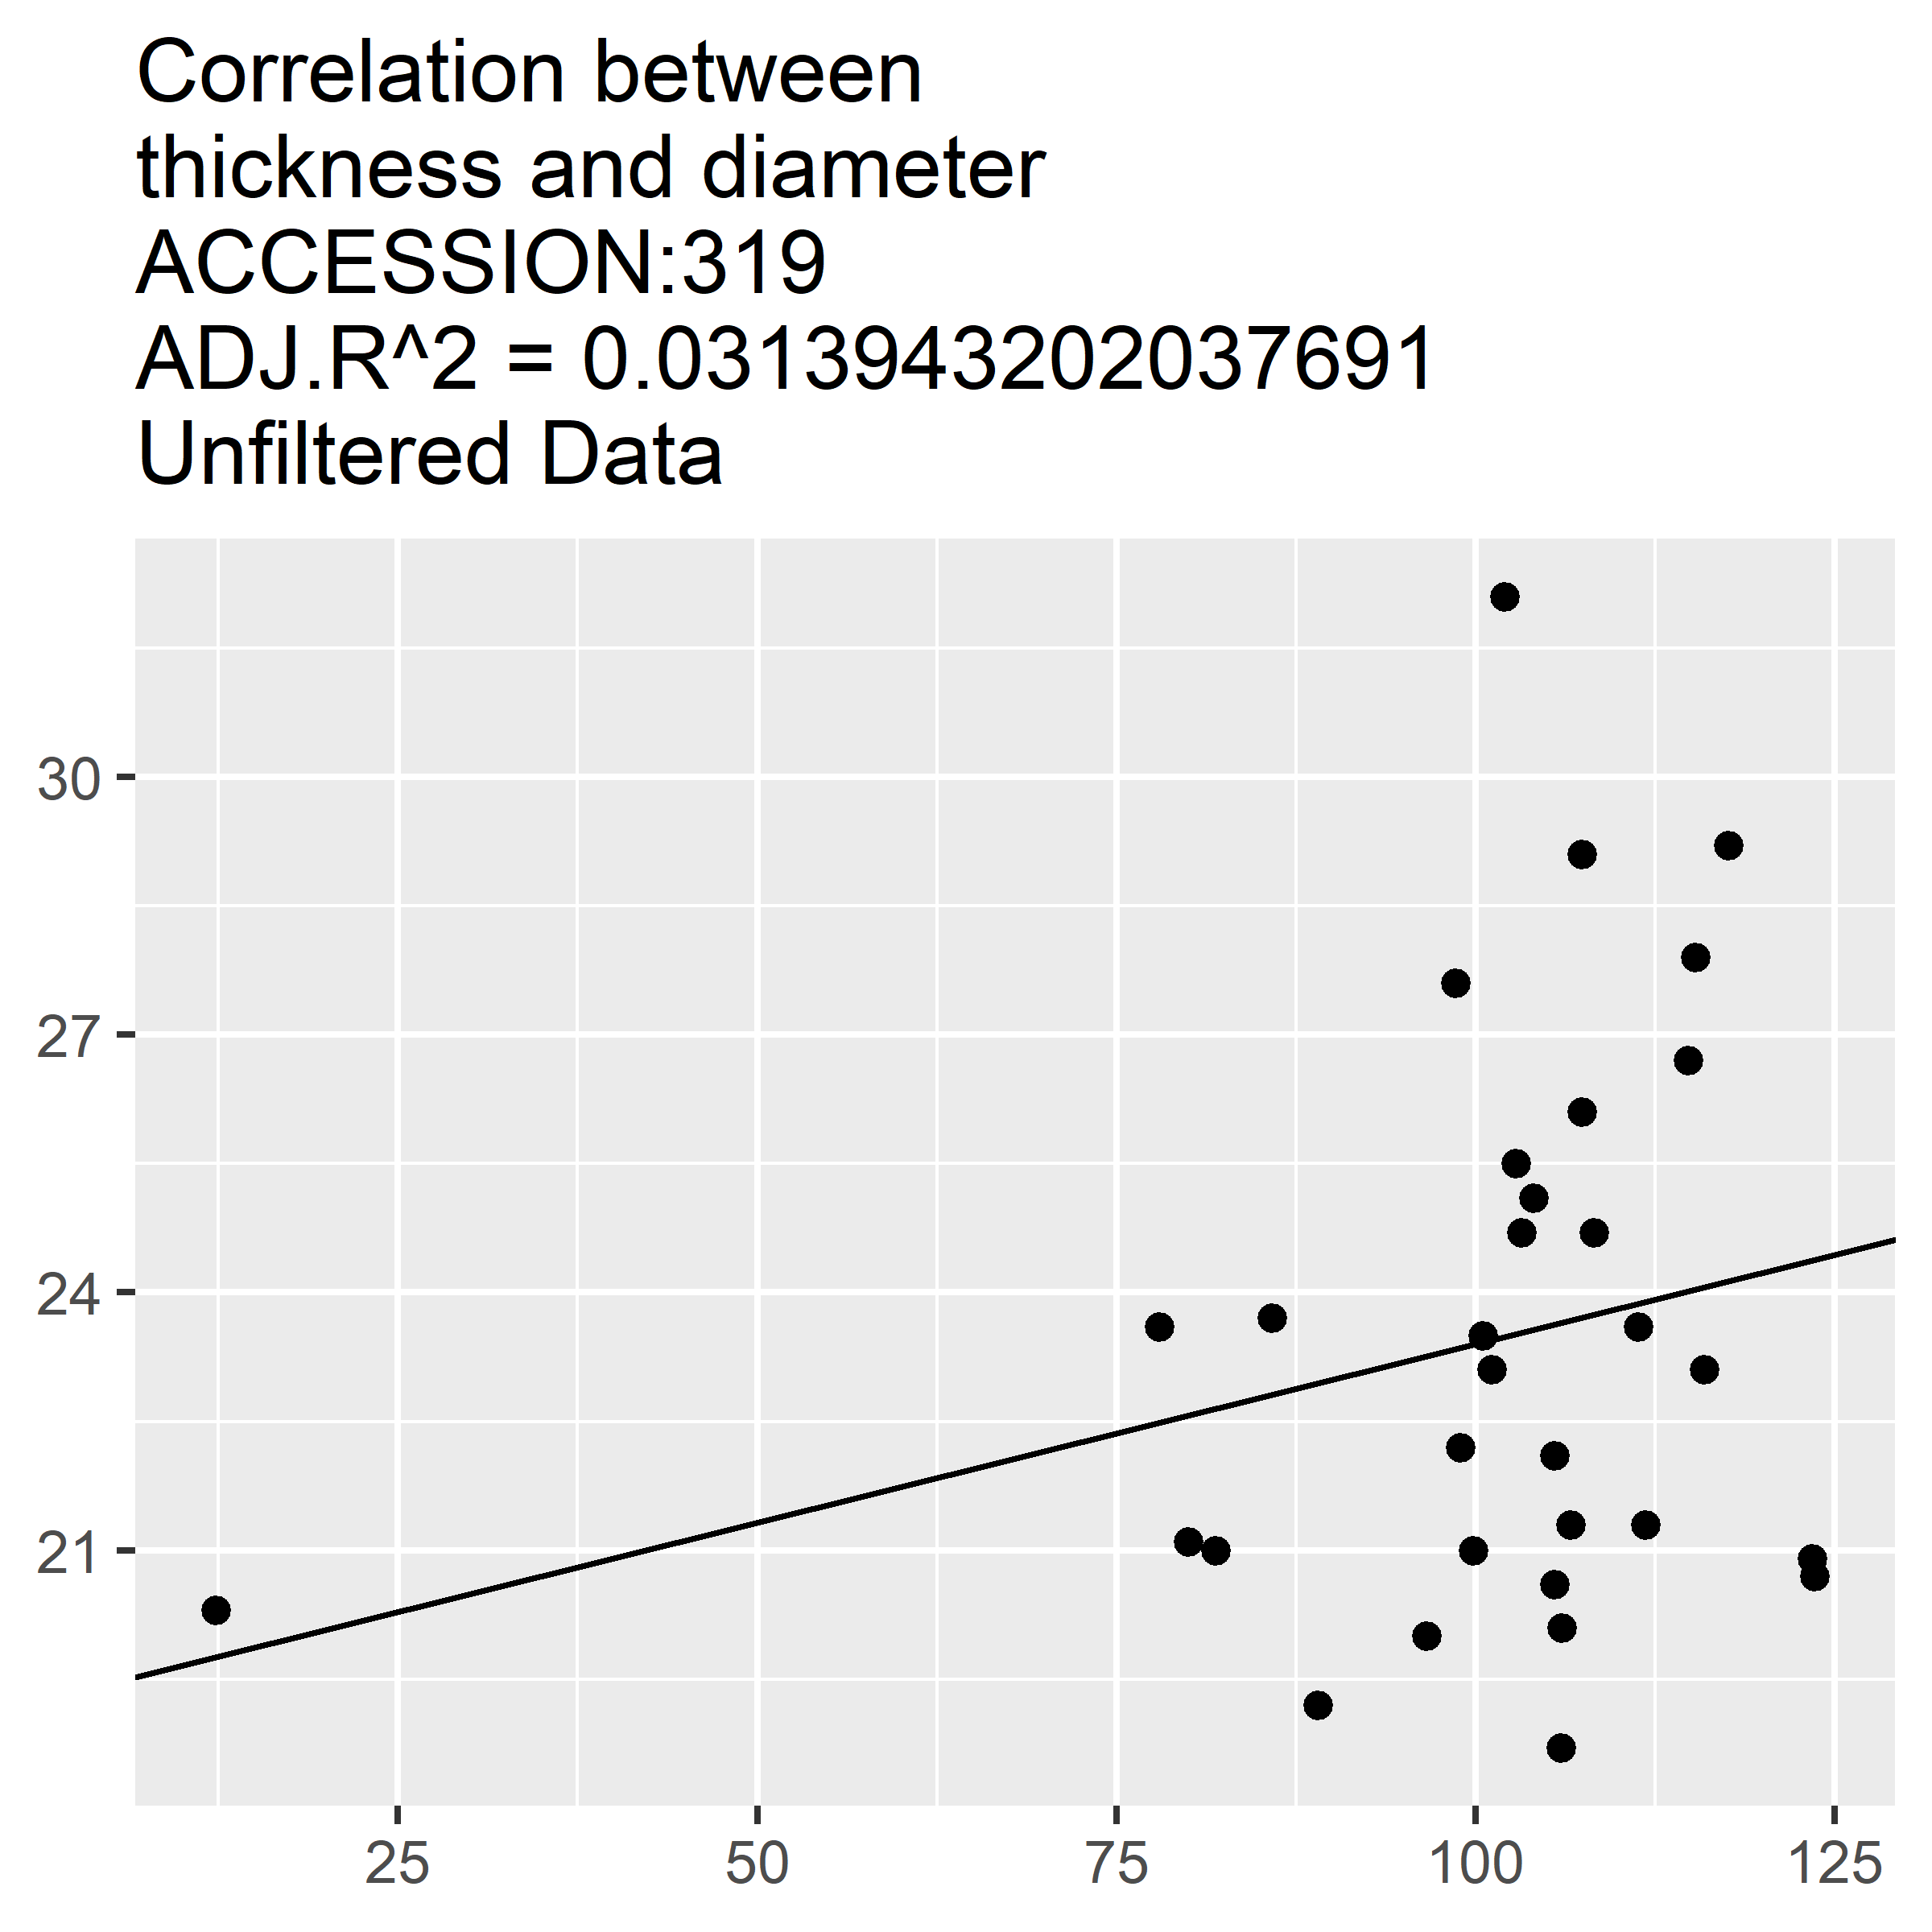 Correlation between
thickness and diameter
ACCESSION:319
ADJ.R^2 = 0.0313943202037691
Unfiltered Data
30
27
24
21
25
50
75
100
125